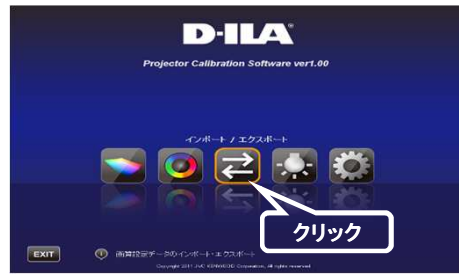 D-ILA
Projector Calibration Software ver1.00
インポート / エクスポート
クリック
EXIT
画質設定データのインポート・エクスポート
Copyright 2011 JVC KENWOOD Corporation, All rights reserved